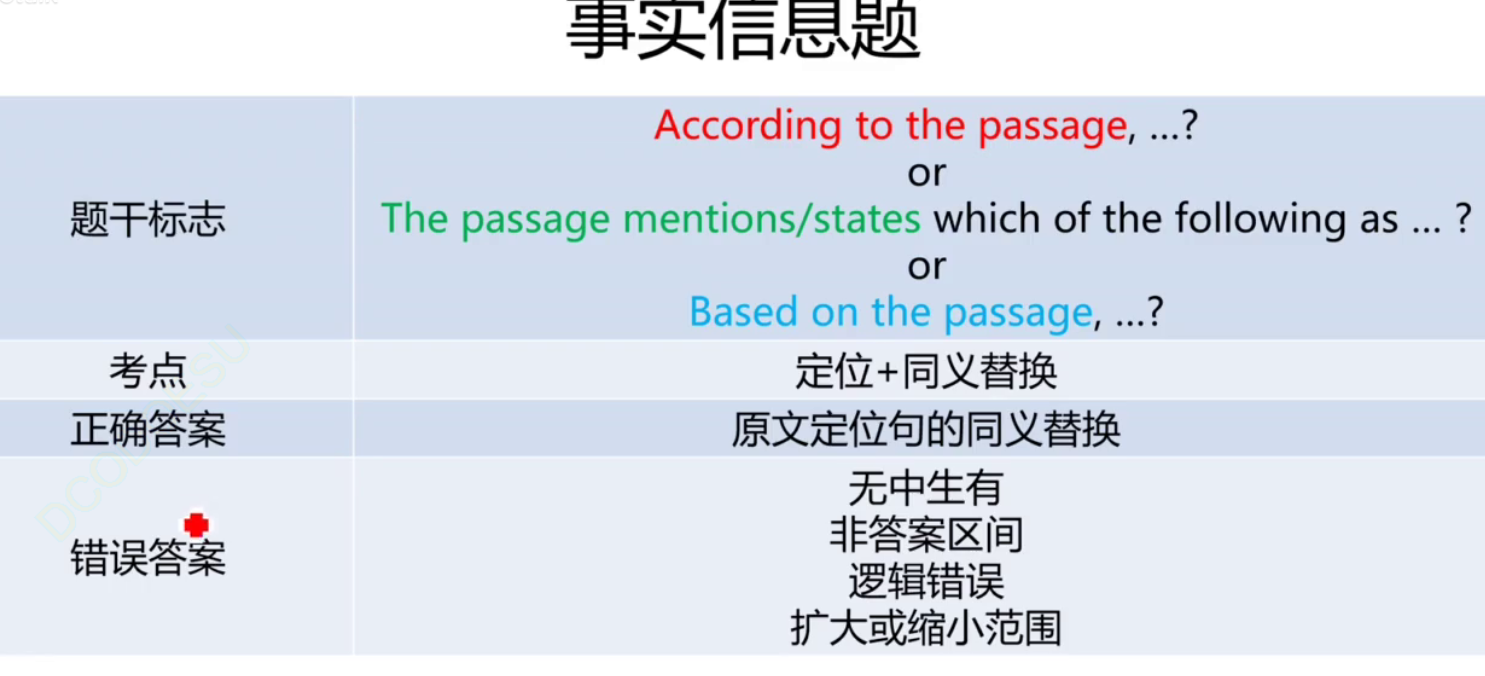 事实信息题
题干标志
According to the passage, ...?
or
The passage mentions/states which of the following as ... ?
or
Based on the passage, ...?
考点
定位+同义替换
正确答案
原文定位句的同义替换
错误答案
无中生有
非答案区间
逻辑错误
扩大或缩小范围